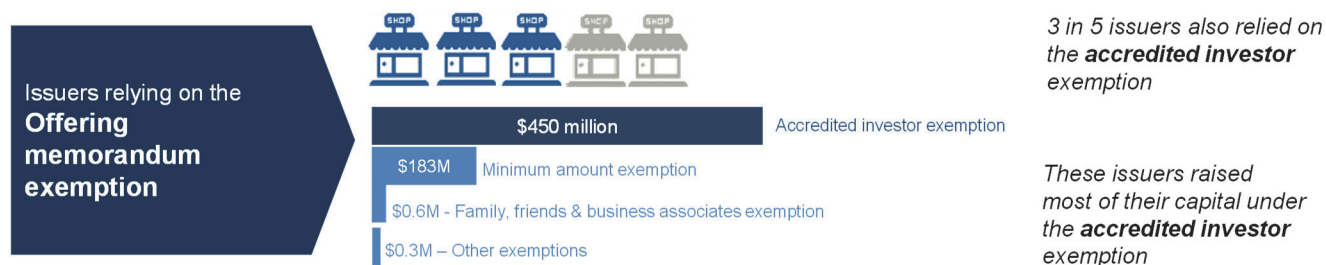 SHOP SHOP SHOP SHOP SHOP
3 in 5 issuers also relied on
the accredited investor
exemption
Issuers relying on the
Offering
memorandum
exemption
$450 million
Accredited investor exemption
$183M
Minimum amount exemption
$0.6M - Family, friends & business associates exemption
$0.3M – Other exemptions
These issuers raised
most of their capital under
the accredited investor
exemption